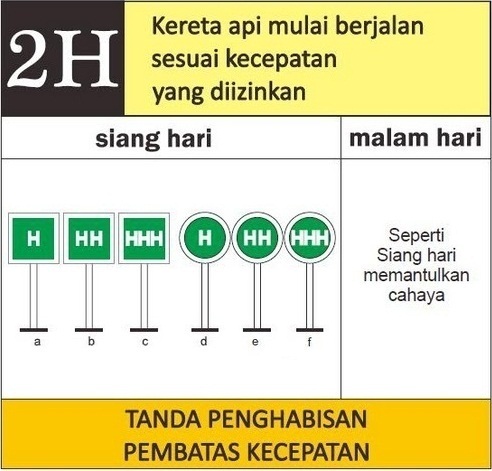 2H
Kereta api mulai berjalan
sesuai kecepatan
yang diizinkan
siang hari
malam hari
H HH HHH H HH HHH
a b c d e f
Seperti
Siang hari
memantulkan
cahaya
TANDA PENGHABISAN
PEMBATAS KECEPATAN